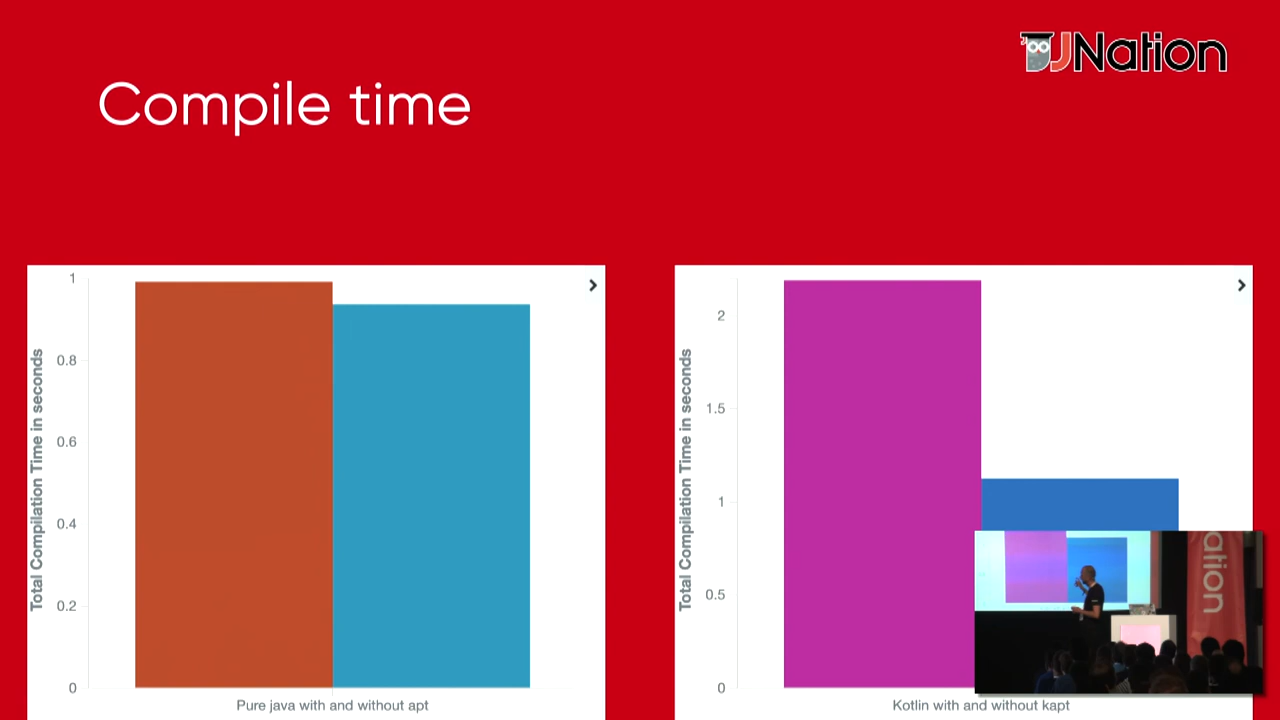 JNation
Compile time
1
0.8
0.6
0.4
0.2
0
Total Compilation Time in seconds
Pure java with and without apt
2
1.5
1
0.5
0
Total Compilation Time in seconds
Kotlin with and without kapt
ation